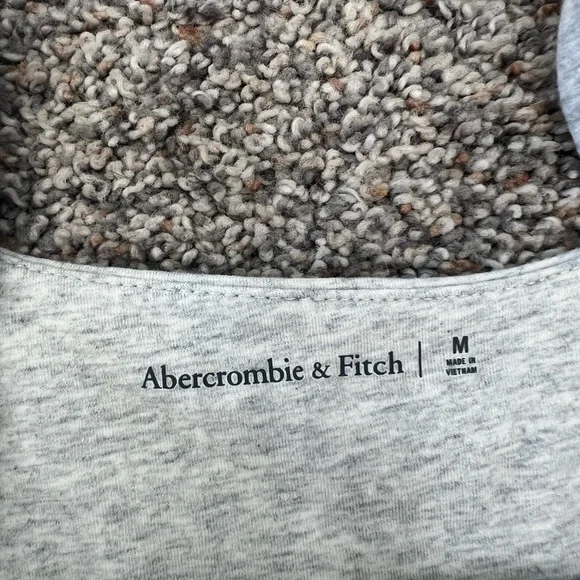 Abercrombie & Fitch | M
MADE IN
VIETNAM